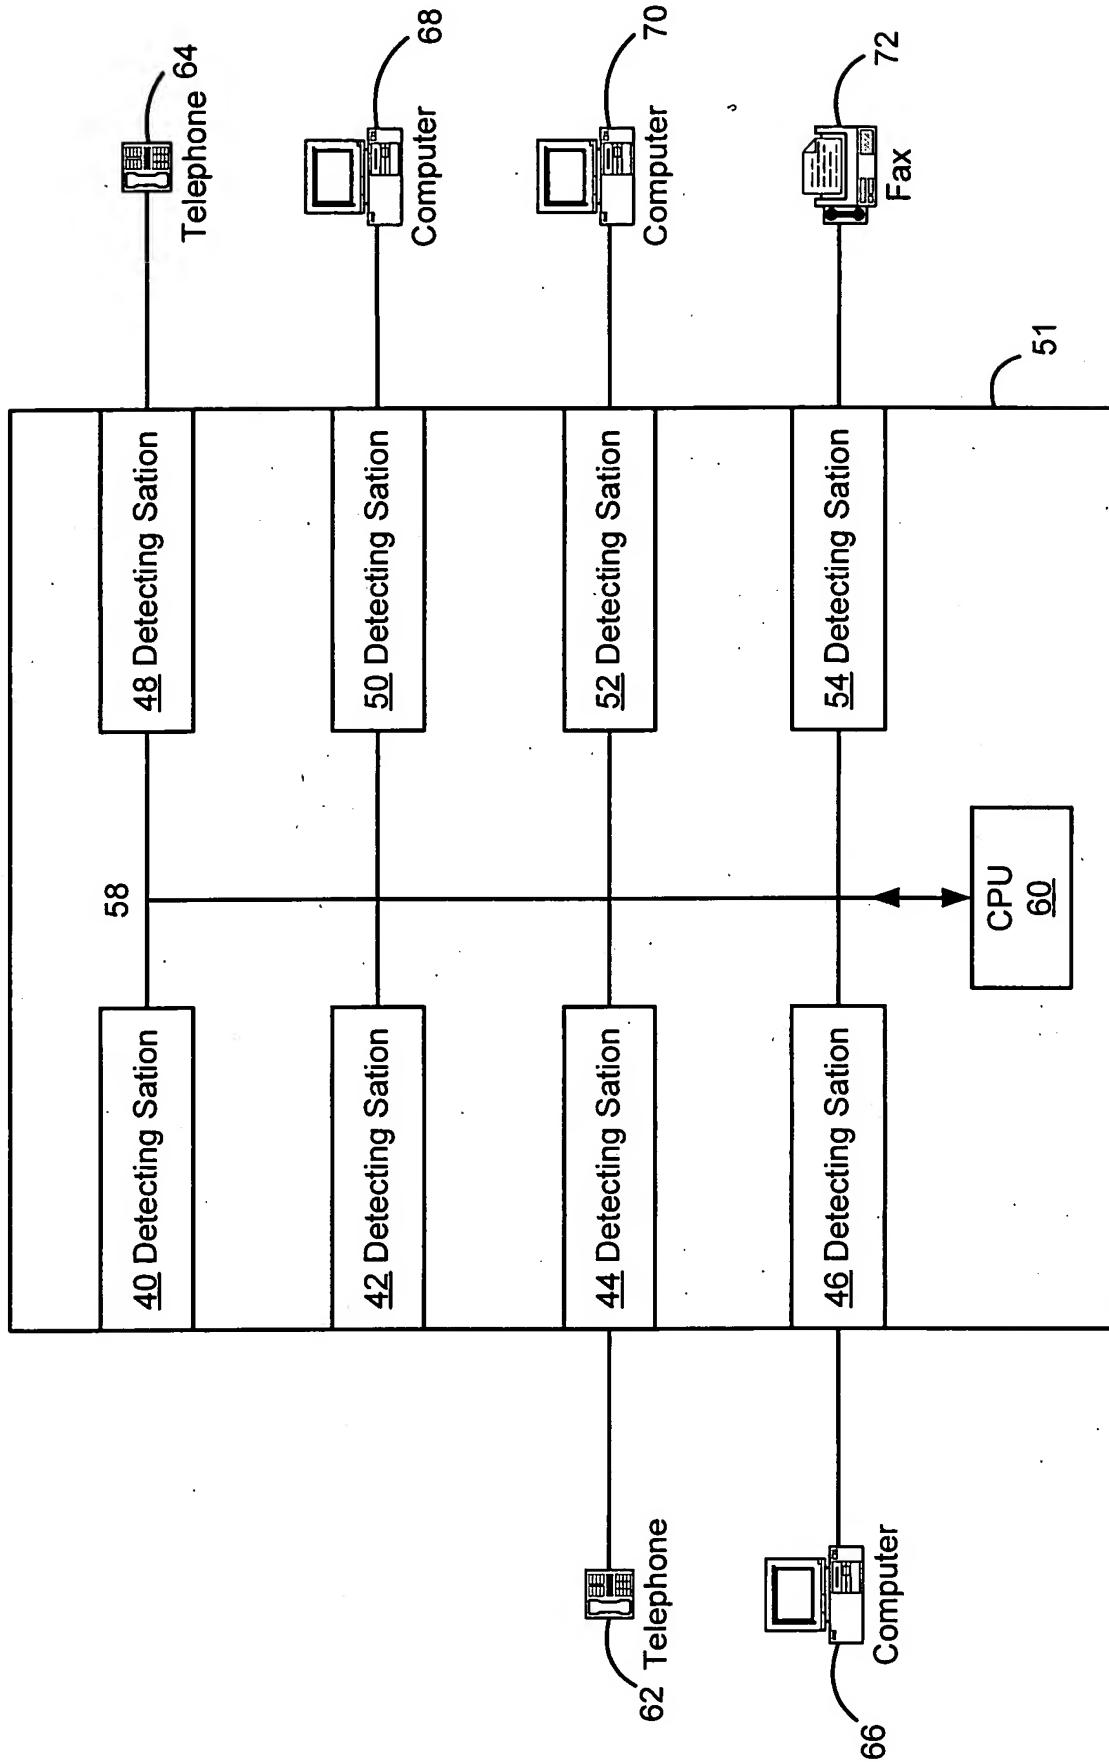 64
Telephone
68
Computer
70
Computer
72
Fax
51
48 Detecting Sation
50 Detecting Sation
52 Detecting Sation
54 Detecting Sation
58
CPU
60
40 Detecting Sation
42 Detecting Sation
44 Detecting Sation
46 Detecting Sation
62 Telephone
66
Computer